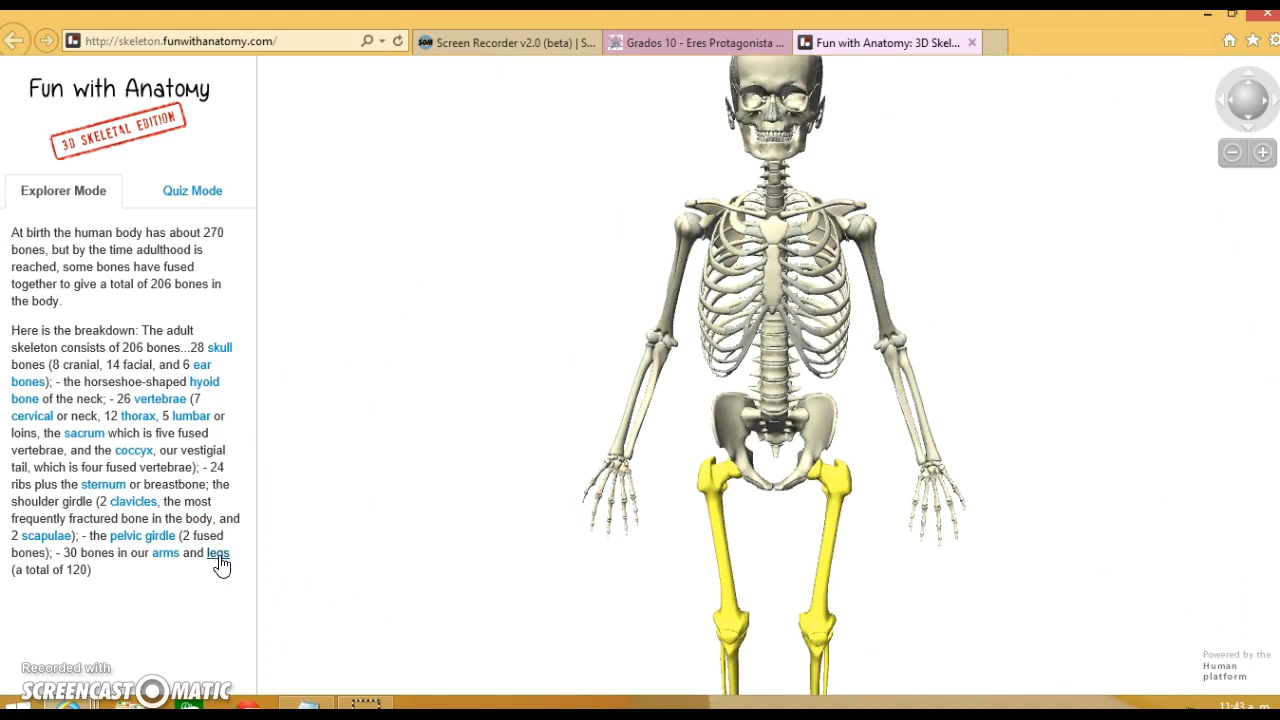 http://skeleton.funwithanatomy.com/
Screen Recorder v2.0 (beta) | S...
Grados 10 - Eres Protagonista ...
Fun with Anatomy: 3D Skel...
Fun with Anatomy
3D SKELETAL EDITION
Explorer Mode
Quiz Mode
At birth the human body has about 270
bones, but by the time adulthood is
reached, some bones have fused
together to give a total of 206 bones in
the body.
Here is the breakdown: The adult
skeleton consists of 206 bones...28 skull
bones (8 cranial, 14 facial, and 6 ear
bones); - the horseshoe-shaped hyoid
bone of the neck; - 26 vertebrae (7
cervical or neck, 12 thorax, 5 lumbar or
loins, the sacrum which is five fused
vertebrae, and the coccyx, our vestigial
tail, which is four fused vertebrae); - 24
ribs plus the sternum or breastbone; the
shoulder girdle (2 clavicles, the most
frequently fractured bone in the body, and
2 scapulae); - the pelvic girdle (2 fused
bones); - 30 bones in our arms and legs
(a total of 120)
Powered by the
Human
platform
Recorded with
SCREENCAST MATIC
11:43 a. m.